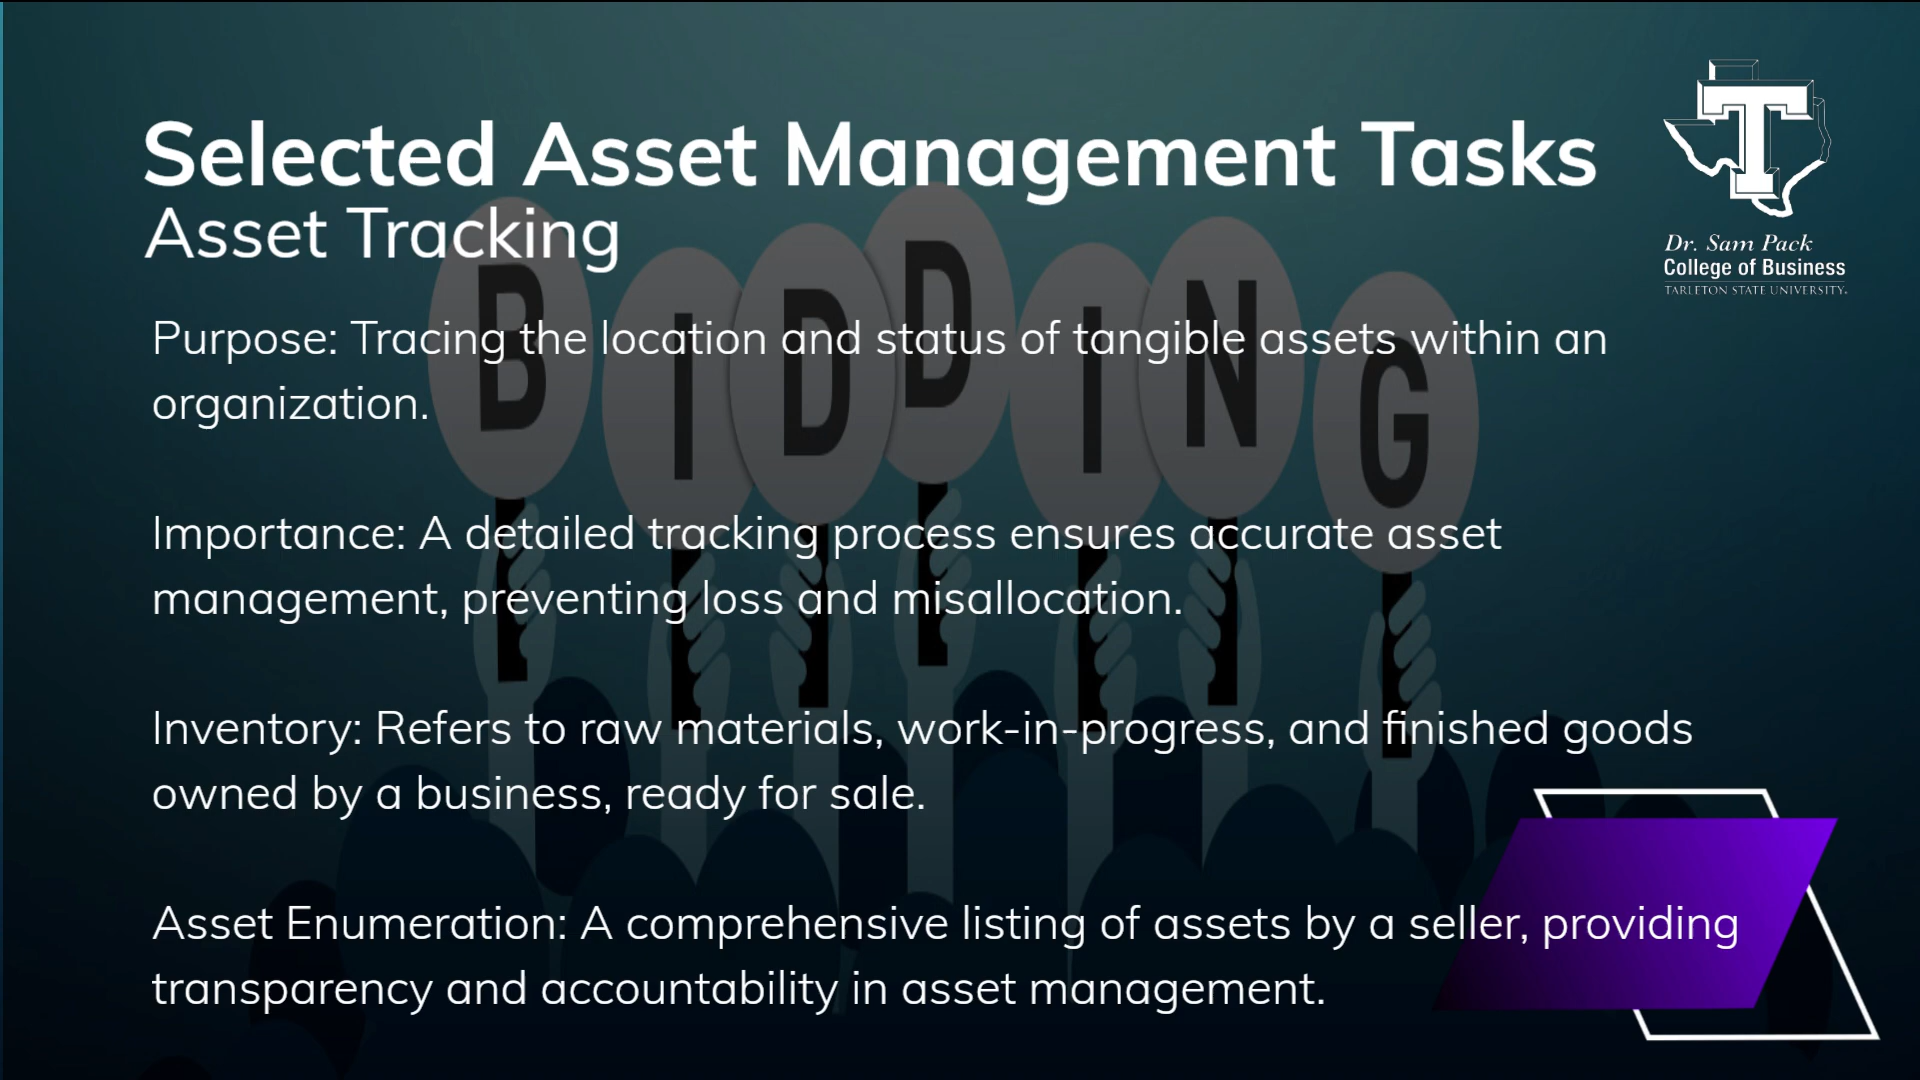 Selected Asset Management Tasks
Asset Tracking
Dr. Sam Pack
College of Business
TARLETON STATE UNIVERSITY.
BIDDING
Purpose: Tracing the location and status of tangible assets within an
organization.
Importance: A detailed tracking process ensures accurate asset
management, preventing loss and misallocation.
Inventory: Refers to raw materials, work-in-progress, and finished goods
owned by a business, ready for sale.
Asset Enumeration: A comprehensive listing of assets by a seller, providing
transparency and accountability in asset management.